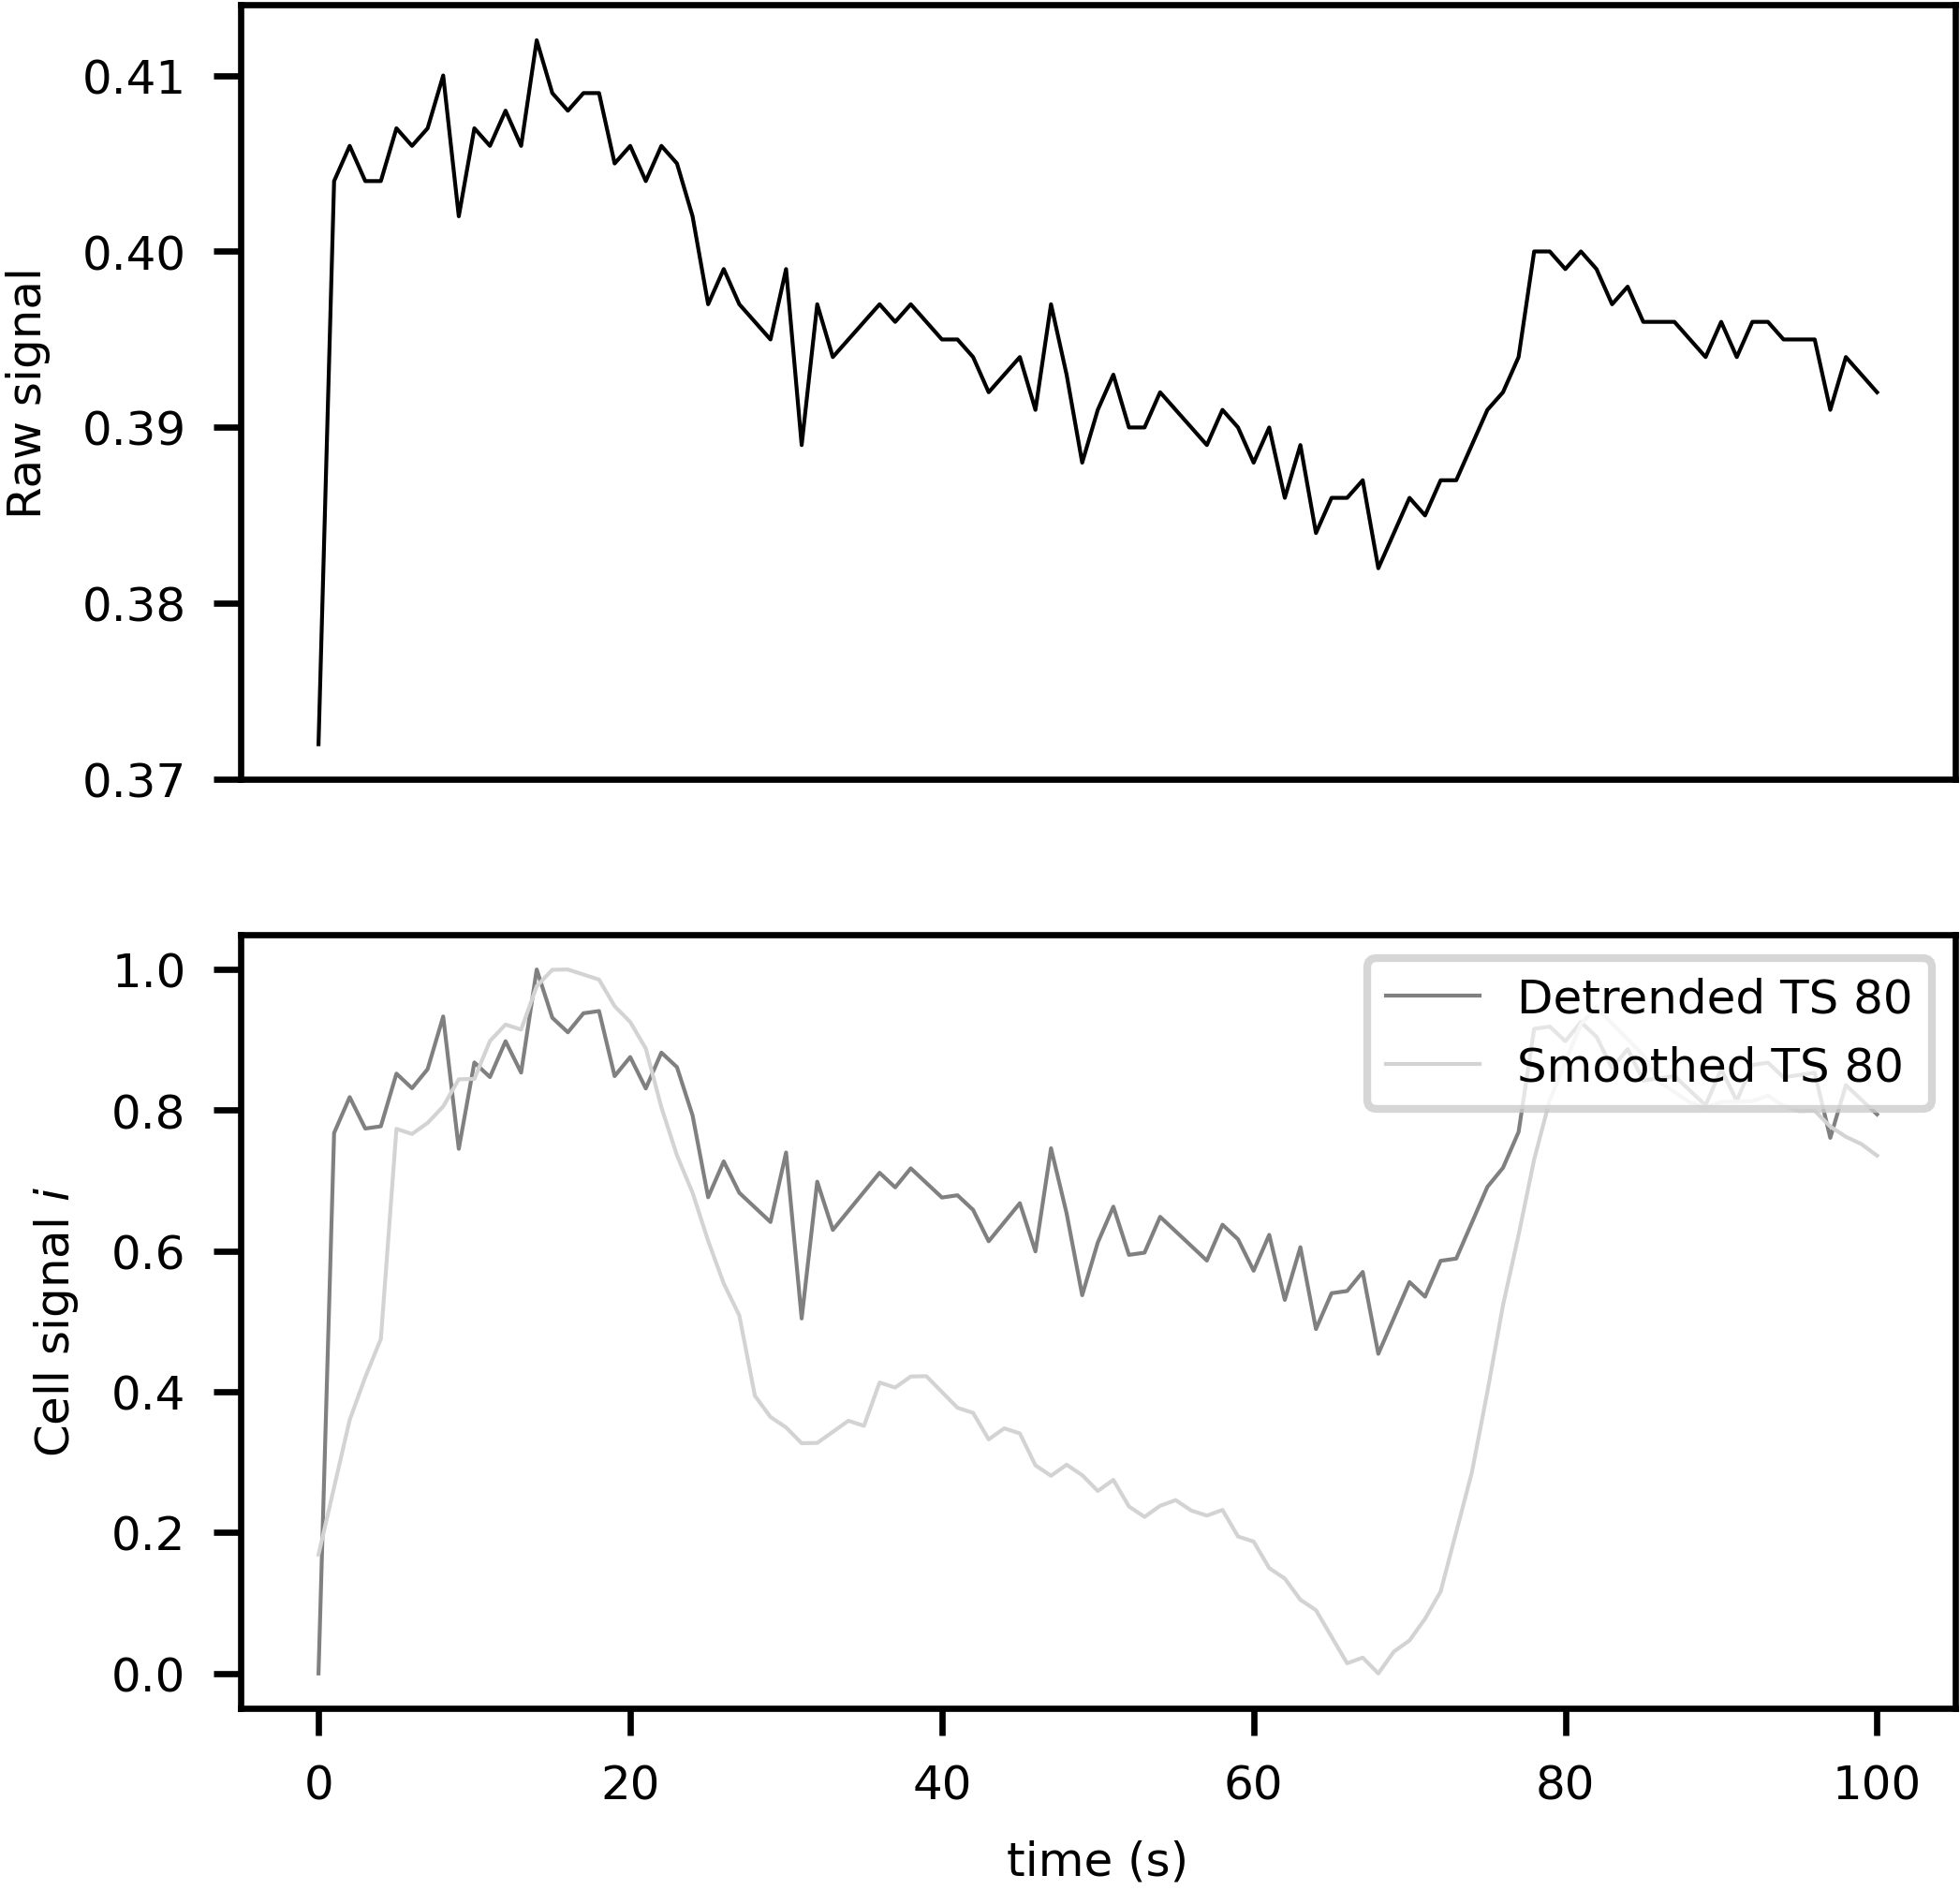 0.41
0.40
0.39
0.38
0.37
Raw signal
1.0
0.8
0.6
0.4
0.2
0.0
Cell signal i
Detrended TS 80
Smoothed TS 80
0 20 40 60 80 100
time (s)